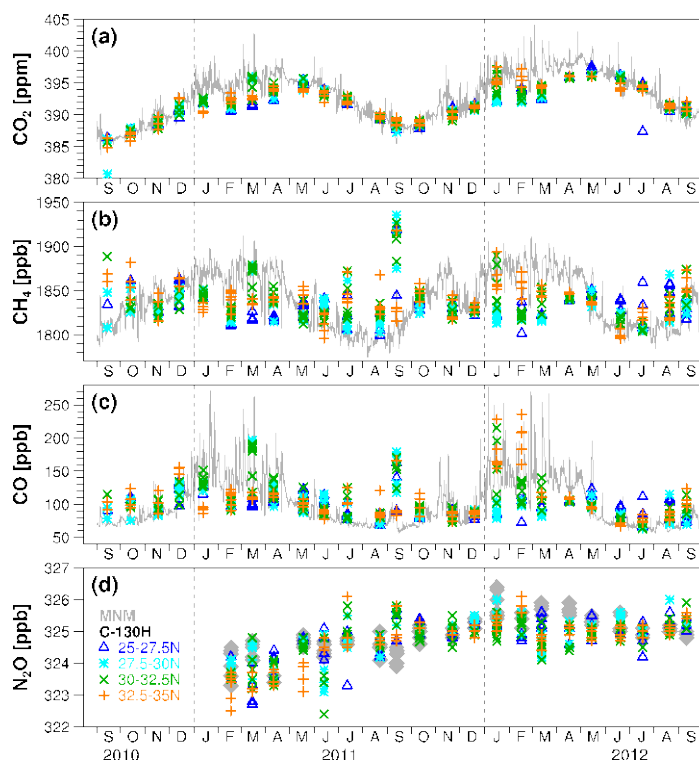 405
(a)
400
395
390
385
380
CO₂ [ppm]
S O N D J F M A M J J A S O N D J F M A M J J A S
1950
(b)
1900
1850
1800
CH₄ [ppb]
S O N D J F M A M J J A S O N D J F M A M J J A S
(c)
250
200
150
100
50
CO [ppb]
S O N D J F M A M J J A S O N D J F M A M J J A S
327
(d)
326
325
324
323
322
N₂O [ppb]
MNM
C-130H
25-27.5N
27.5-30N
30-32.5N
32.5-35N
S O N D J F M A M J J A S O N D J F M A M J J A S
2010 2011 2012